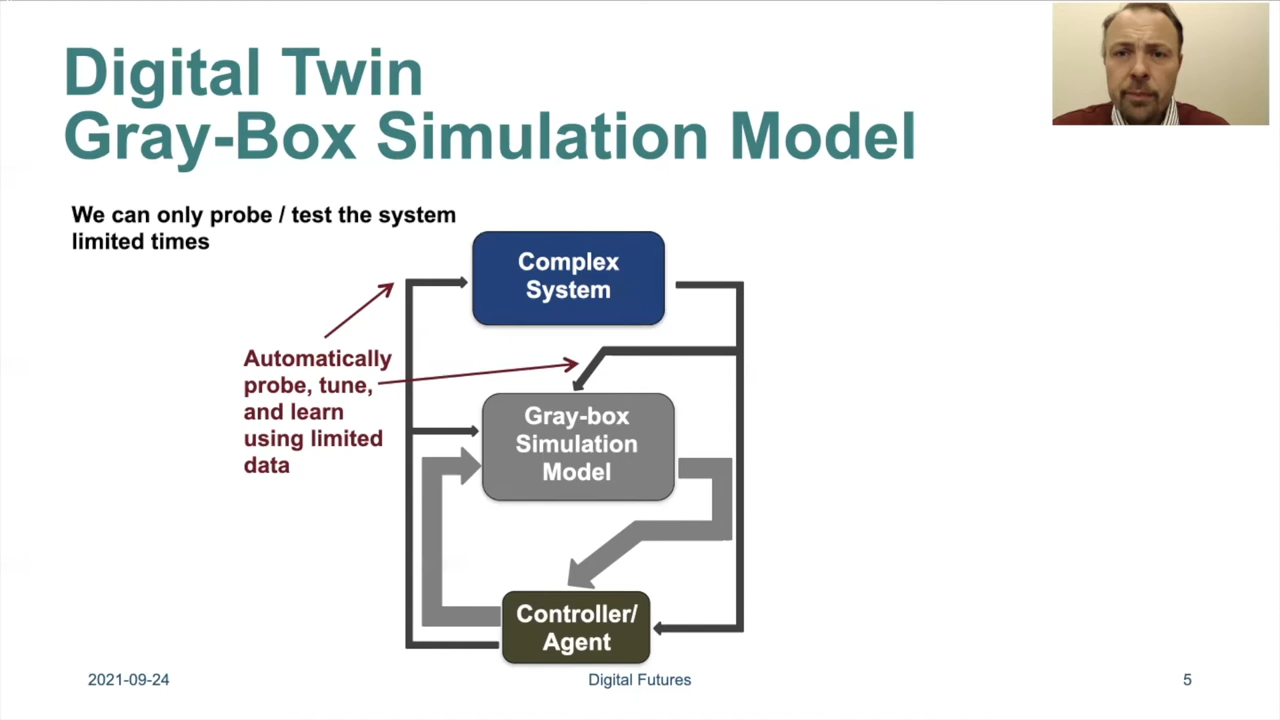 Digital Twin
Gray-Box Simulation Model
We can only probe / test the system
limited times
Complex
System
Automatically
probe, tune,
and learn
using limited
data
Gray-box
Simulation
Model
Controller/
Agent
2021-09-24
Digital Futures
5